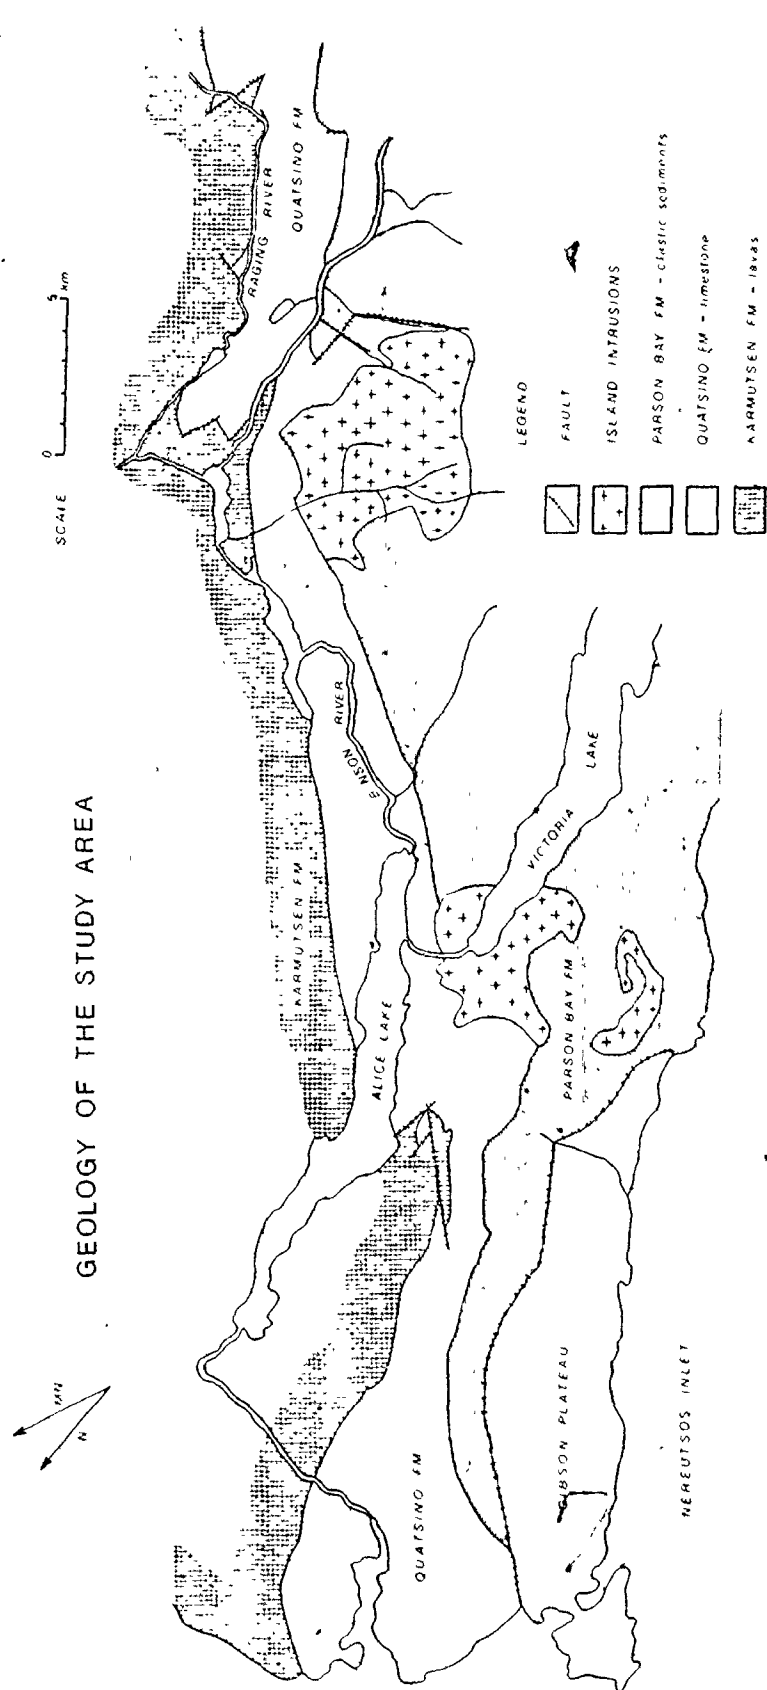 GEOLOGY OF THE STUDY AREA
SCALE
0
5
km
N
KARMUTSEN FM
RAGING RIVER
QUATSINO FM
BENSON RIVER
ALICE LAKE
VICTORIA LAKE
PARSON BAY FM
QUATSINO FM
GIBSON PLATEAU
NEREUTSOS INLET
LEGEND
FAULT
ISLAND INTRUSIONS
PARSON BAY FM - clastic sediments
QUATSINO FM - limestone
KARMUTSEN FM - lavas